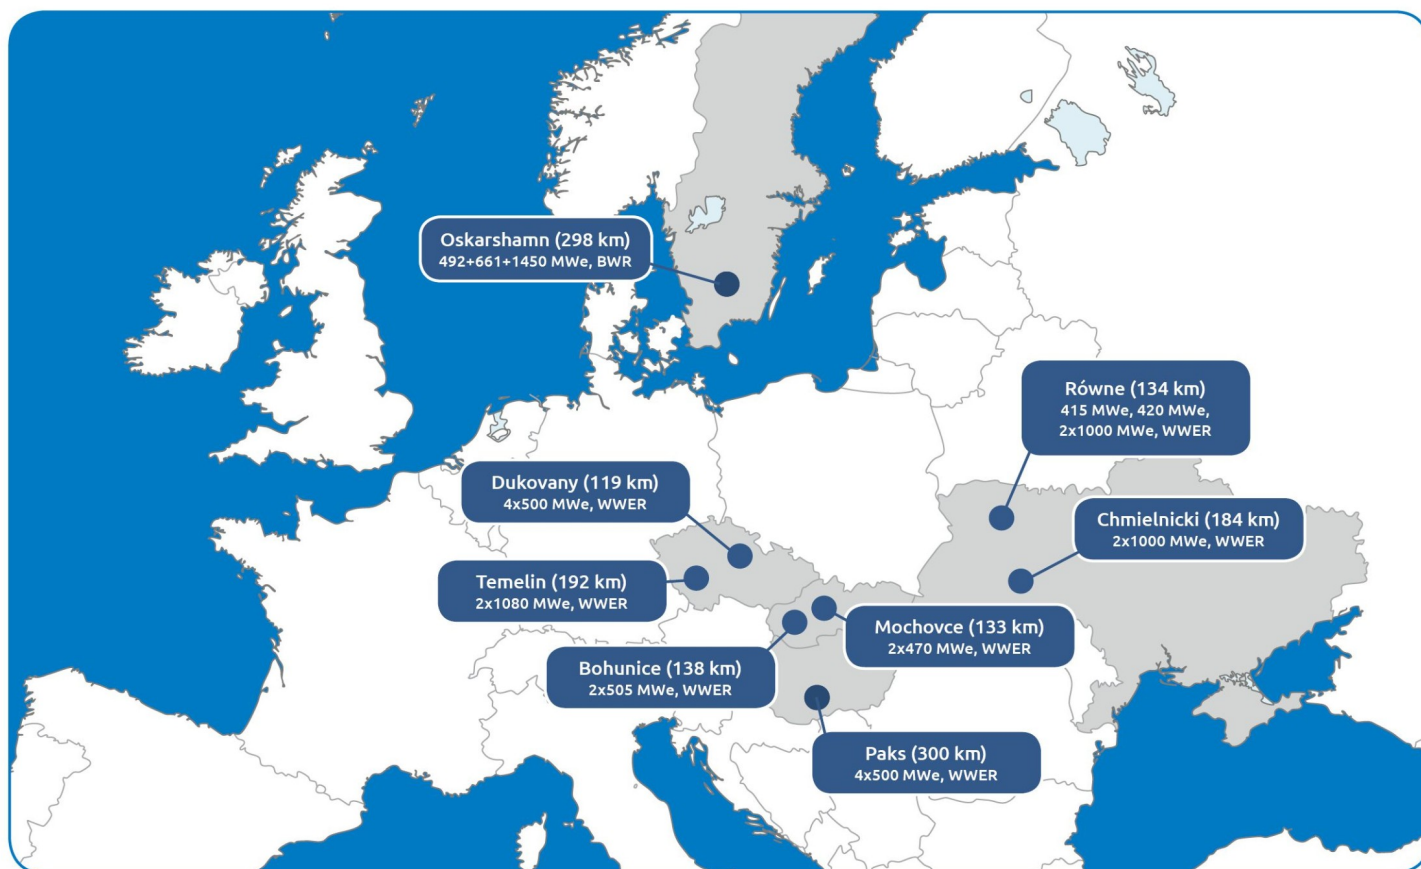 Oskarshamn (298 km)
492+661+1450 MWe, BWR
Równe (134 km)
415 MWe, 420 MWe,
2x1000 MWe, WWER
Dukovany (119 km)
4x500 MWe, WWER
Chmielnicki (184 km)
2x1000 MWe, WWER
Temelin (192 km)
2x1080 MWe, WWER
Mochovce (133 km)
2x470 MWe, WWER
Bohunice (138 km)
2x505 MWe, WWER
Paks (300 km)
4x500 MWe, WWER